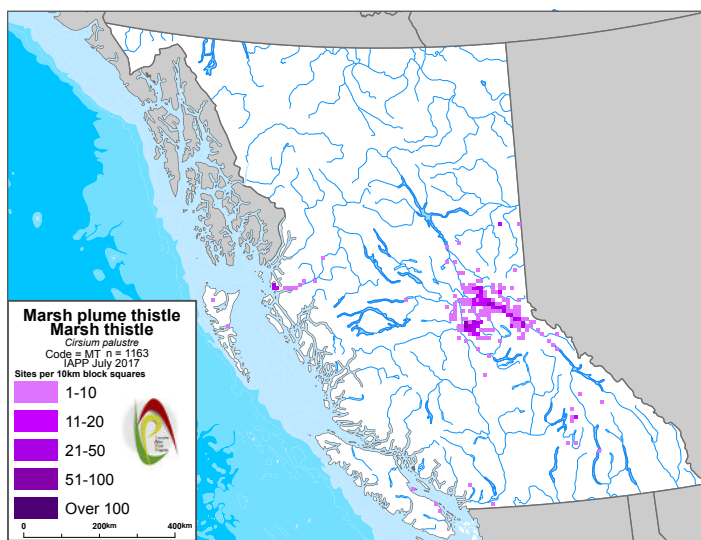 Marsh plume thistle
Marsh thistle
Cirsium palustre
Code = MT n = 1163
IAPP July 2017
Sites per 10km block squares
1-10
11-20
21-50
51-100
Over 100
0 200km 400km